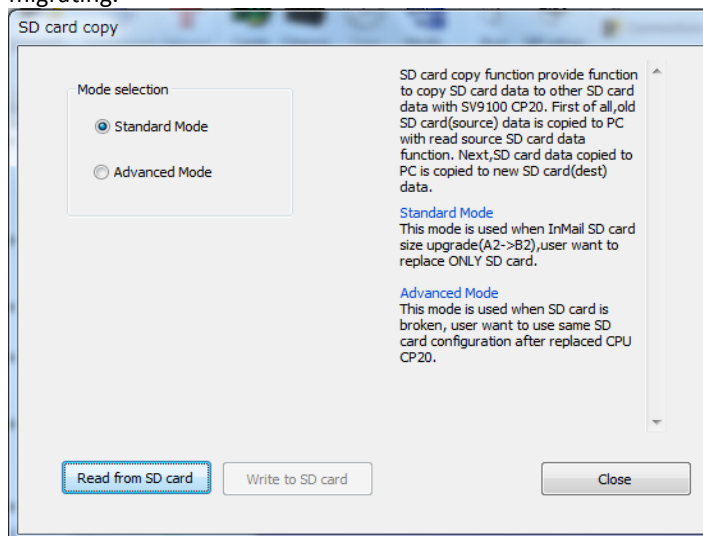 migrating.
SD card copy
Mode selection
Standard Mode
Advanced Mode
SD card copy function provide function
to copy SD card data to other SD card
data with SV9100 CP20. First of all,old
SD card(source) data is copied to PC
with read source SD card data
function. Next,SD card data copied to
PC is copied to new SD card(dest)
data.
Standard Mode
This mode is used when InMail SD card
size upgrade(A2->B2),user want to
replace ONLY SD card.
Advanced Mode
This mode is used when SD card is
broken, user want to use same SD
card configuration after replaced CPU
CP20.
Read from SD card
Write to SD card
Close